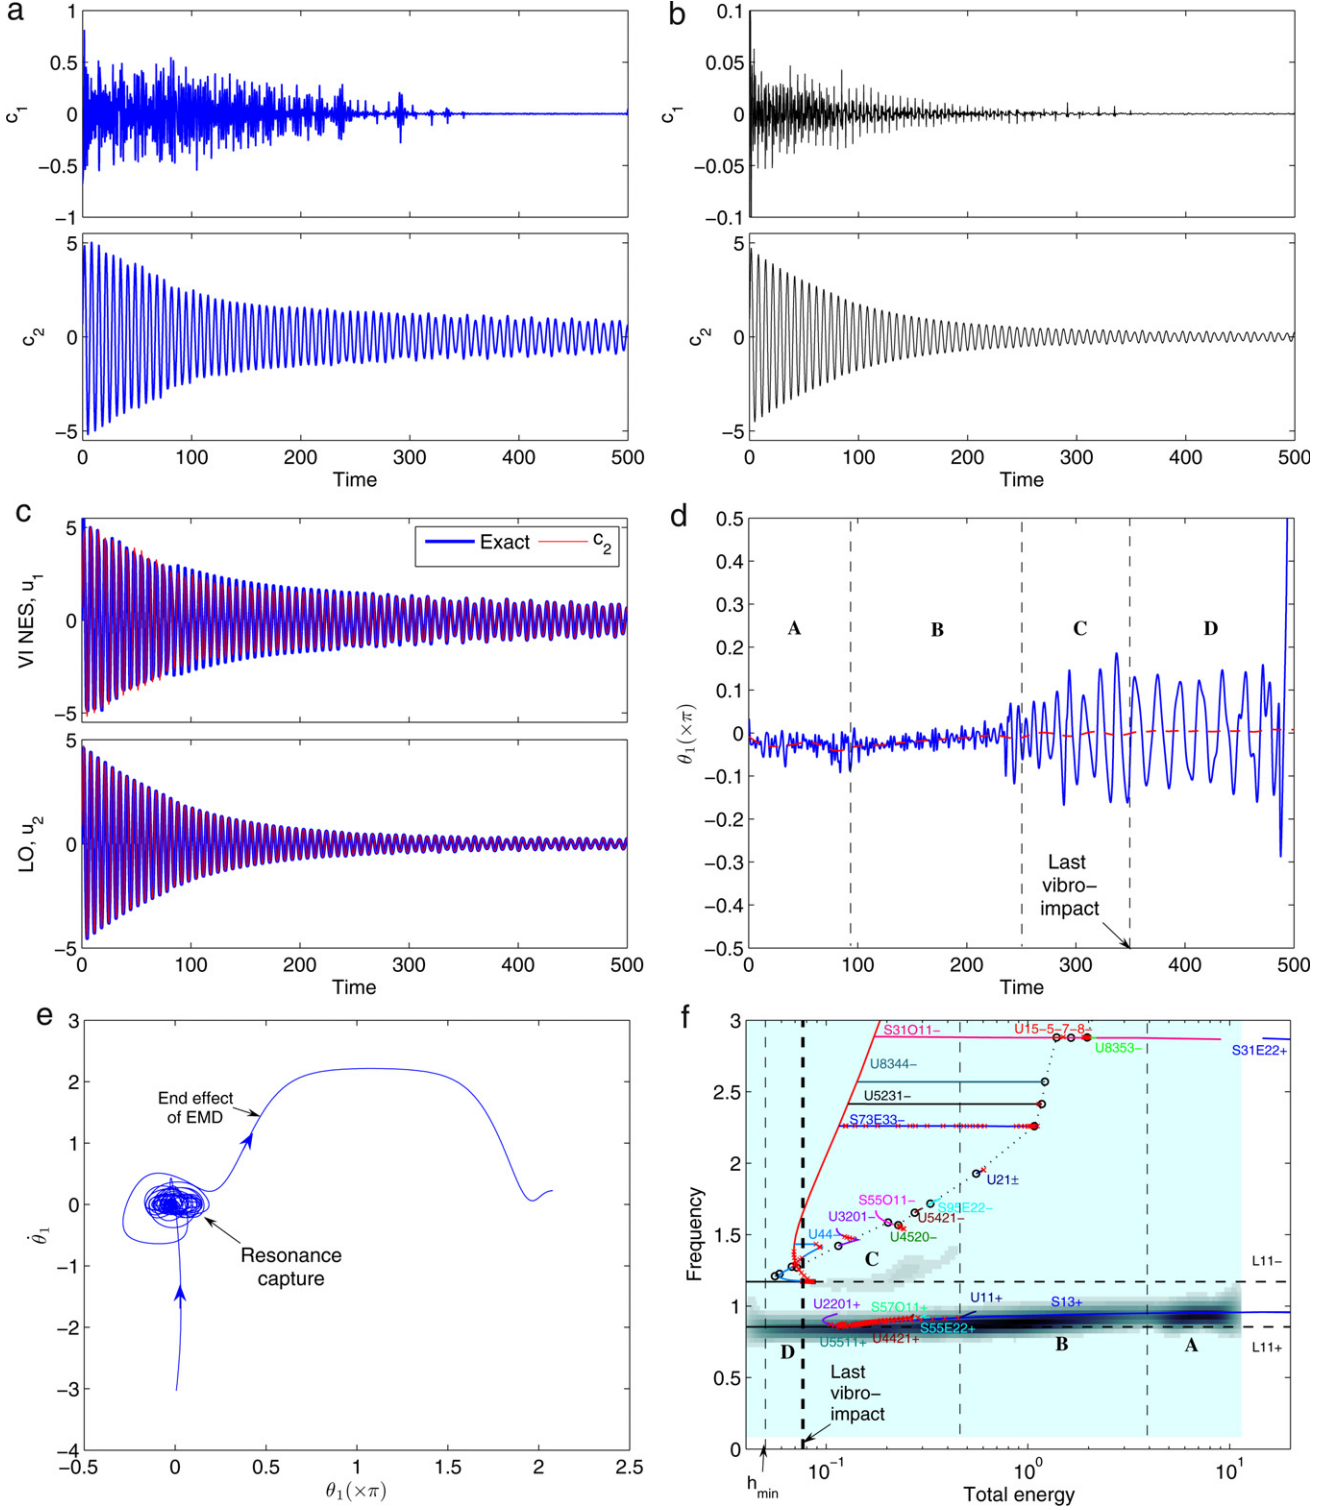 a
1
0.5
0
−0.5
−1
c1
5
0
−5
c2
0 100 200 300 400 500
Time
b
0.1
0.05
0
−0.05
−0.1
c1
5
0
−5
c2
0 100 200 300 400 500
Time
c
5
0
−5
VI NES, u1
Exact c2
5
0
−5
LO, u2
0 100 200 300 400 500
Time
d
0.5
0.4
0.3
0.2
0.1
0
−0.1
−0.2
−0.3
−0.4
−0.5
θ1(×π)
A B C D
Last
vibro−
impact
0 100 200 300 400 500
Time
e
3
2
1
0
−1
−2
−3
−4
θ̇1
End effect
of EMD
Resonance
capture
−0.5 0 0.5 1 1.5 2 2.5
θ1(×π)
f
3
2.5
2
1.5
1
0.5
0
Frequency
S31O11−
U15−5−7−8−
U8353−
S31E22+
U8344−
U5231−
S73E33−
U21±
S55O11−
S95E22−
U3201−
U5421−
U44−
U4520−
C
L11−
U2201+
S57O11+
U11+
S13+
S55E22+
U5511+
U4421+
D
B
A
L11+
Last
vibro−
impact
hmin
10−1 100 101
Total energy